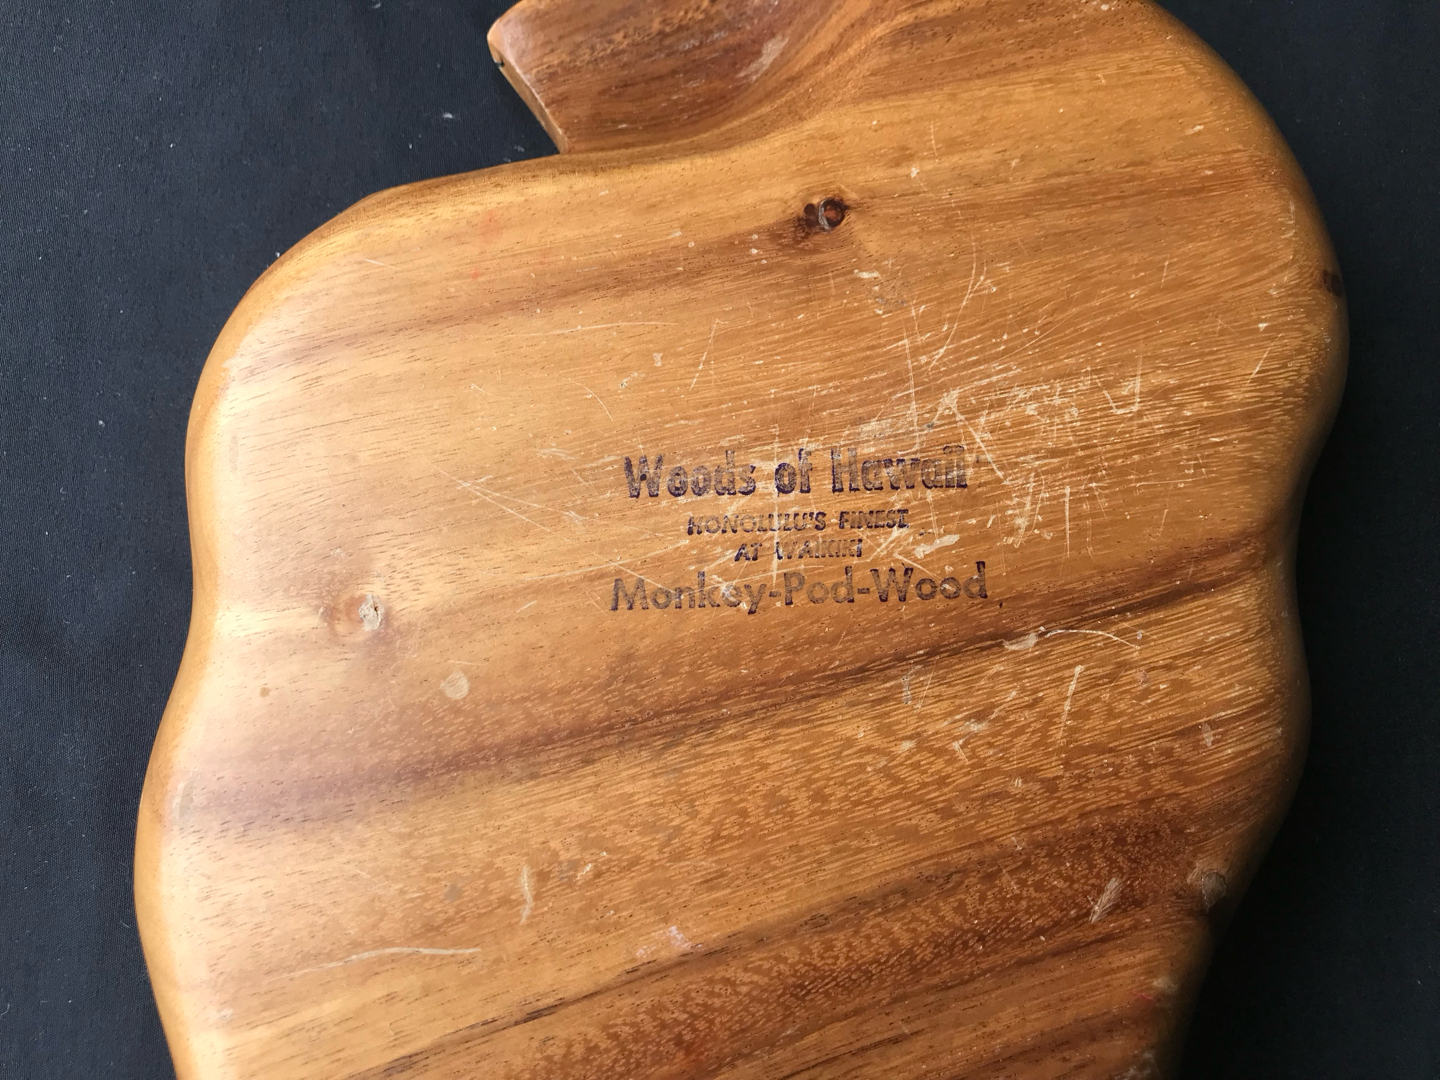 Woods of Hawaii
HONOLULU'S FINEST
AT WAIKIKI
Monkey-Pod-Wood